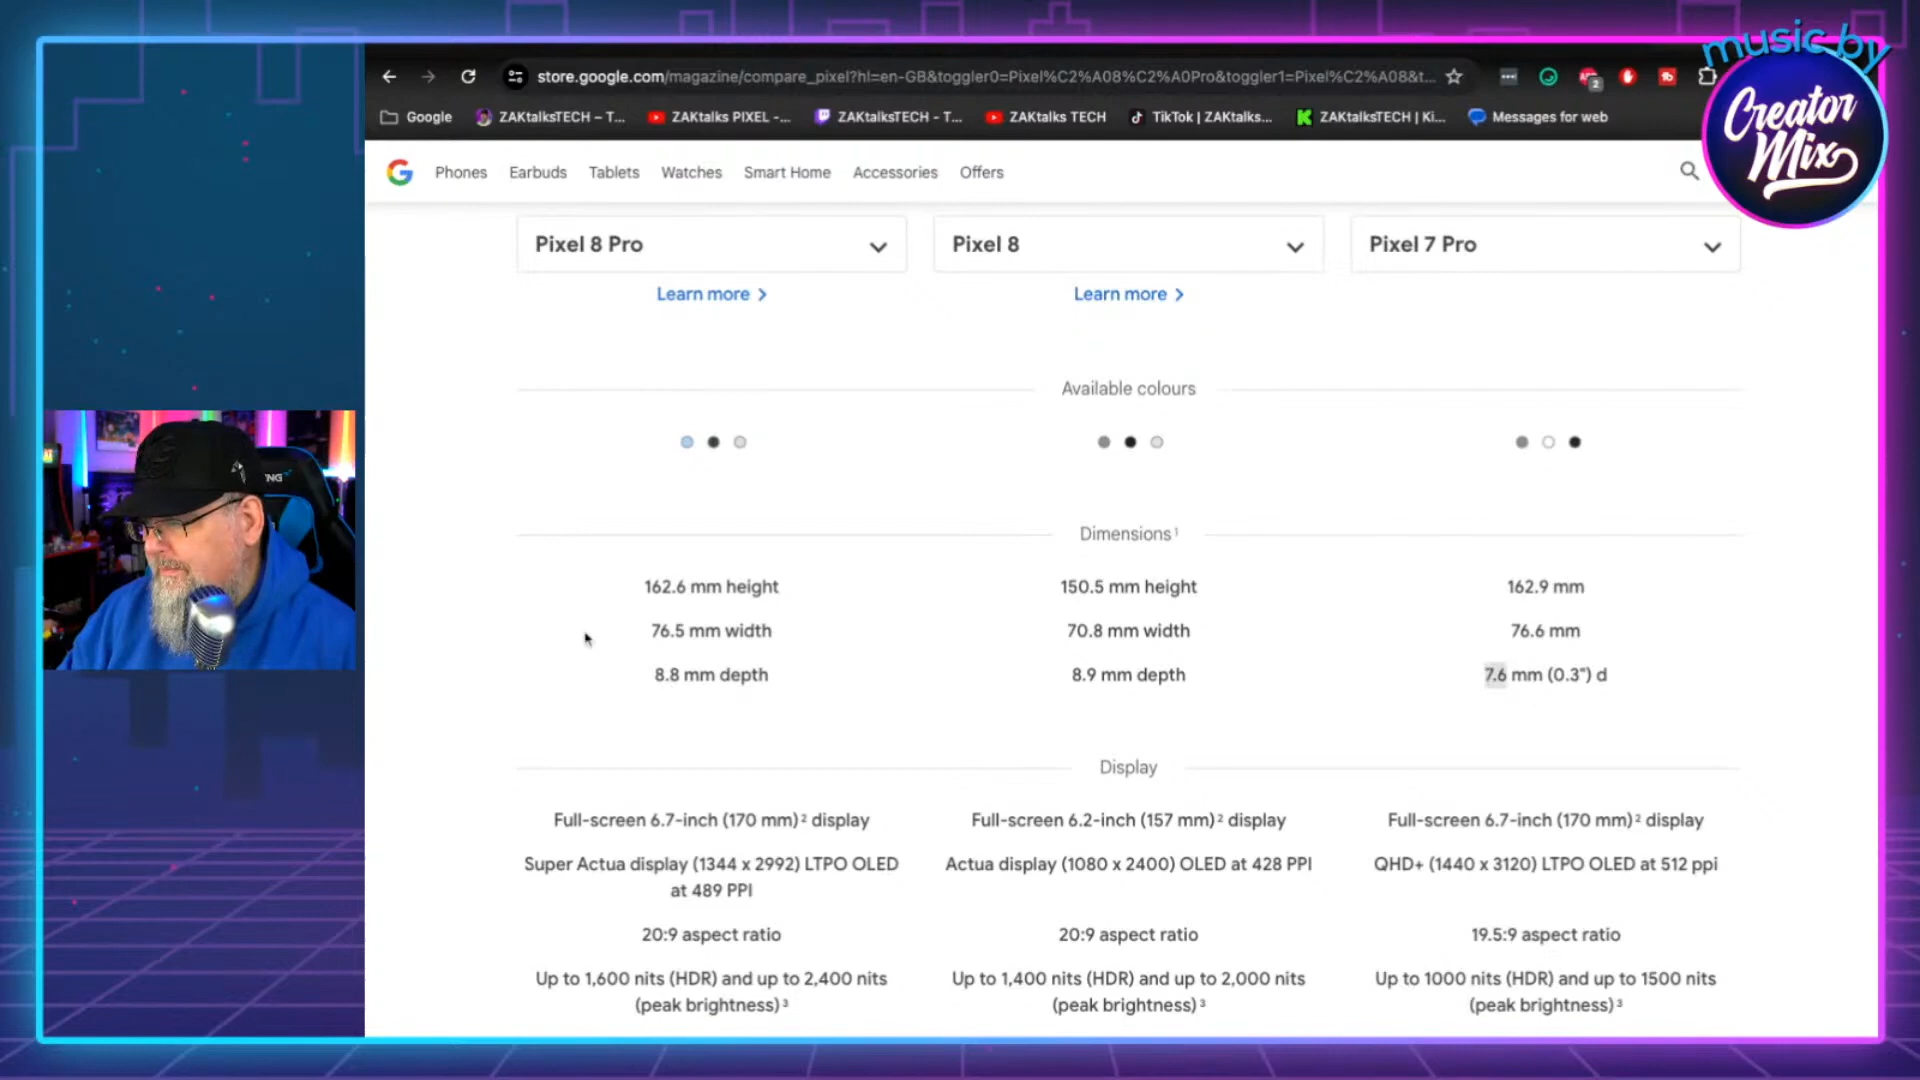 music by
Creator
Mix
store.google.com/magazine/compare_pixel?hl=en-GB&toggler0=Pixel%C2%A08%C2%A0Pro&toggler1=Pixel%C2%A08&t...
2
Google
ZAKtalksTECH – T...
ZAKtalks PIXEL -...
ZAKtalksTECH - T...
ZAKtalks TECH
TikTok | ZAKtalks...
ZAKtalksTECH | Ki...
Messages for web
Phones Earbuds Tablets Watches Smart Home Accessories Offers
Pixel 8 Pro Pixel 8 Pixel 7 Pro
Learn more > Learn more >
Available colours
Dimensions¹
162.6 mm height 150.5 mm height 162.9 mm
76.5 mm width 70.8 mm width 76.6 mm
8.8 mm depth 8.9 mm depth 7.6 mm (0.3") d
Display
Full-screen 6.7-inch (170 mm)² display Full-screen 6.2-inch (157 mm)² display Full-screen 6.7-inch (170 mm)² display
Super Actua display (1344 x 2992) LTPO OLED Actua display (1080 x 2400) OLED at 428 PPI QHD+ (1440 x 3120) LTPO OLED at 512 ppi
at 489 PPI
20:9 aspect ratio 20:9 aspect ratio 19.5:9 aspect ratio
Up to 1,600 nits (HDR) and up to 2,400 nits Up to 1,400 nits (HDR) and up to 2,000 nits Up to 1000 nits (HDR) and up to 1500 nits
(peak brightness)³ (peak brightness)³ (peak brightness)³